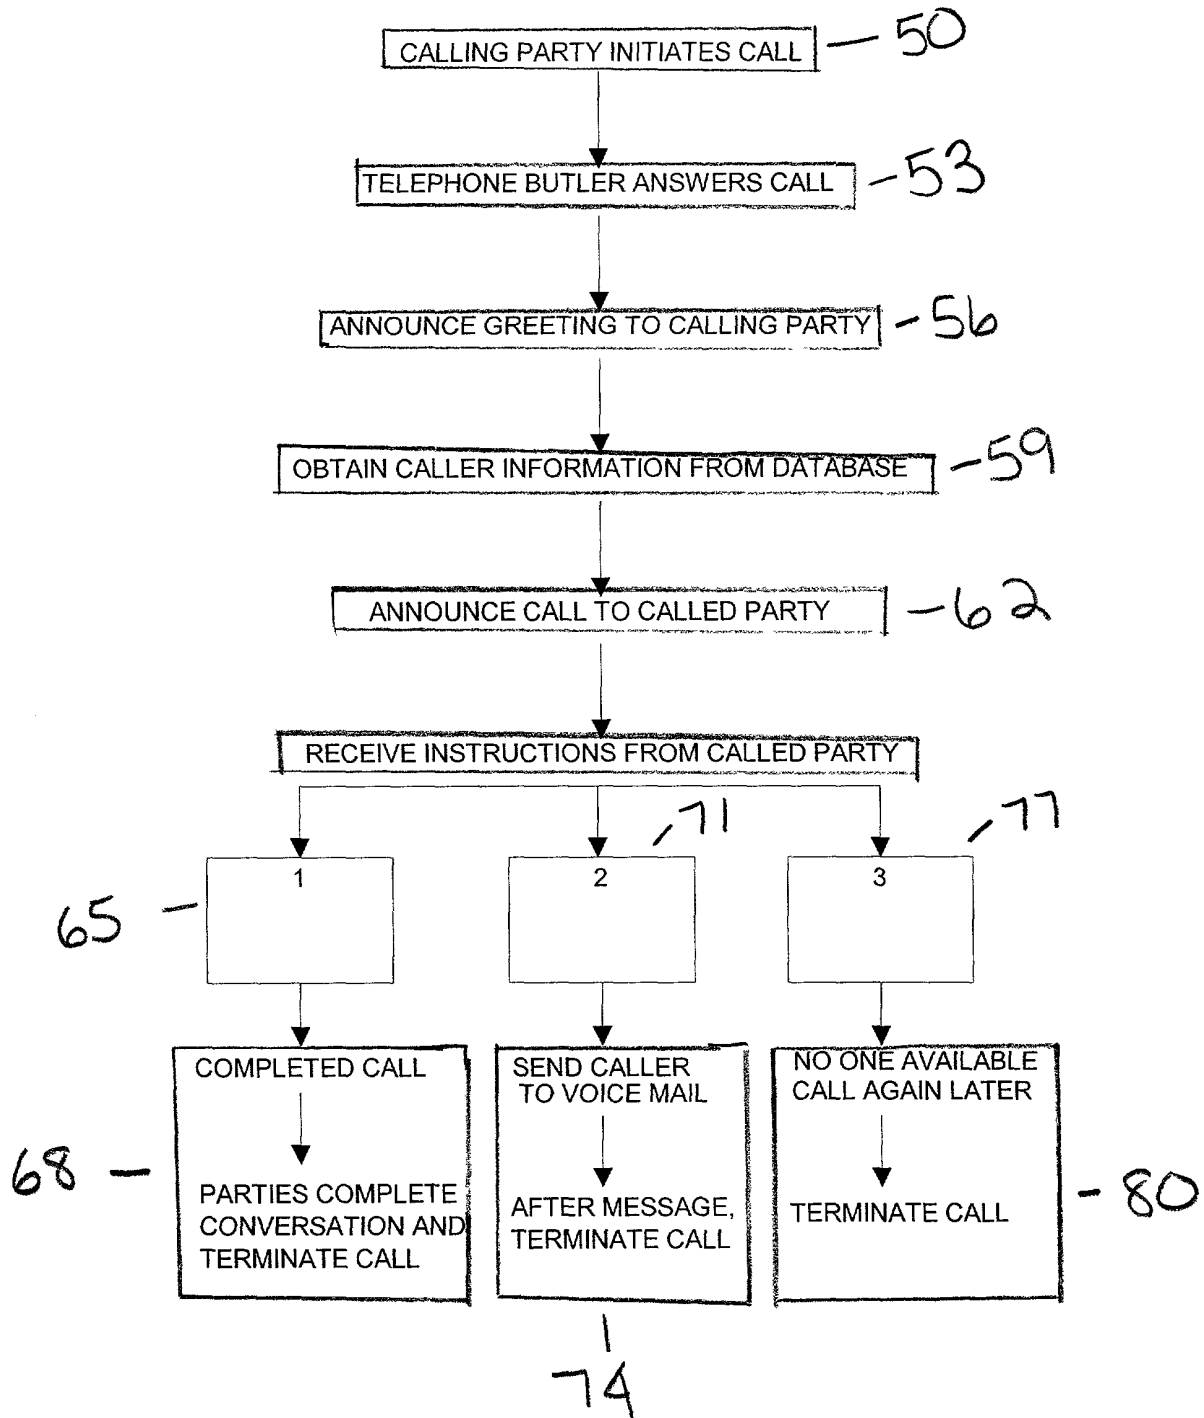 CALLING PARTY INITIATES CALL - 50
TELEPHONE BUTLER ANSWERS CALL - 53
ANNOUNCE GREETING TO CALLING PARTY - 56
OBTAIN CALLER INFORMATION FROM DATABASE - 59
ANNOUNCE CALL TO CALLED PARTY - 62
RECEIVE INSTRUCTIONS FROM CALLED PARTY
71
77
1
2
3
65
COMPLETED CALL
PARTIES COMPLETE
CONVERSATION AND
TERMINATE CALL
68
SEND CALLER
TO VOICE MAIL
AFTER MESSAGE,
TERMINATE CALL
74
NO ONE AVAILABLE
CALL AGAIN LATER
TERMINATE CALL
80